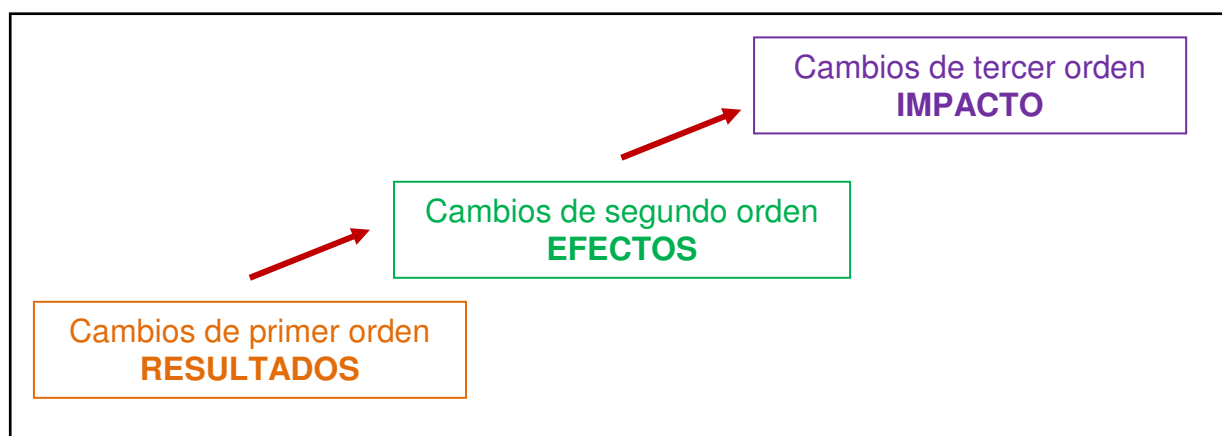 Cambios de tercer orden
IMPACTO
Cambios de segundo orden
EFECTOS
Cambios de primer orden
RESULTADOS